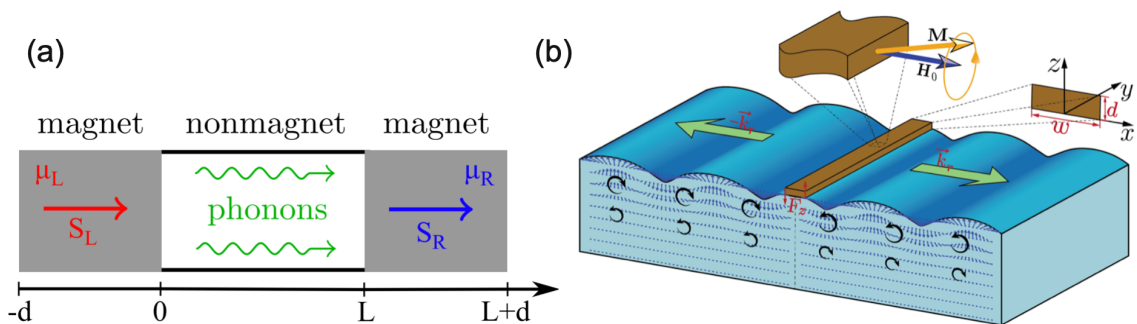 (a)
magnet nonmagnet magnet
μL μR
phonons
SL SR
-d 0 L L+d
(b)
M
H0
z
y
d
w
x
-kr
kr
Fz